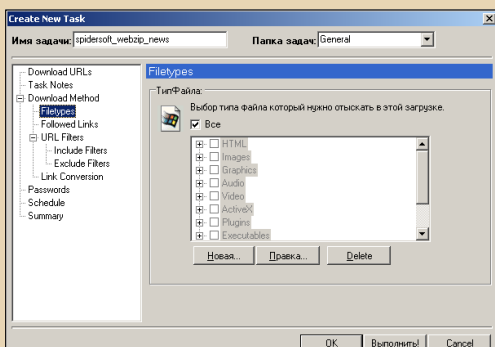 Create New Task
Имя задачи: spidersoft_webzip_news Папка задач: General
Download URLs
Task Notes
Download Method
Filetypes
Followed Links
URL Filters
Include Filters
Exclude Filters
Link Conversion
Passwords
Schedule
Summary
Filetypes
ТипФайла:
Выбор типа файла который нужно отыскать в этой загрузке.
Все
HTML
Images
Graphics
Audio
Video
ActiveX
Plugins
Executables
Новая... Правка... Delete
OK Выполнить! Cancel